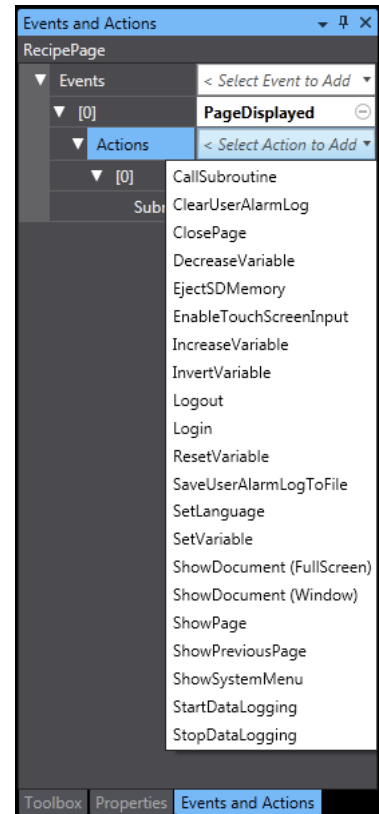 Events and Actions
RecipePage
Events < Select Event to Add
[0] PageDisplayed
Actions < Select Action to Add
[0] CallSubroutine
Subr ClearUserAlarmLog
ClosePage
DecreaseVariable
EjectSDMemory
EnableTouchScreenInput
IncreaseVariable
InvertVariable
Logout
Login
ResetVariable
SaveUserAlarmLogToFile
SetLanguage
SetVariable
ShowDocument (FullScreen)
ShowDocument (Window)
ShowPage
ShowPreviousPage
ShowSystemMenu
StartDataLogging
StopDataLogging
Toolbox Properties Events and Actions